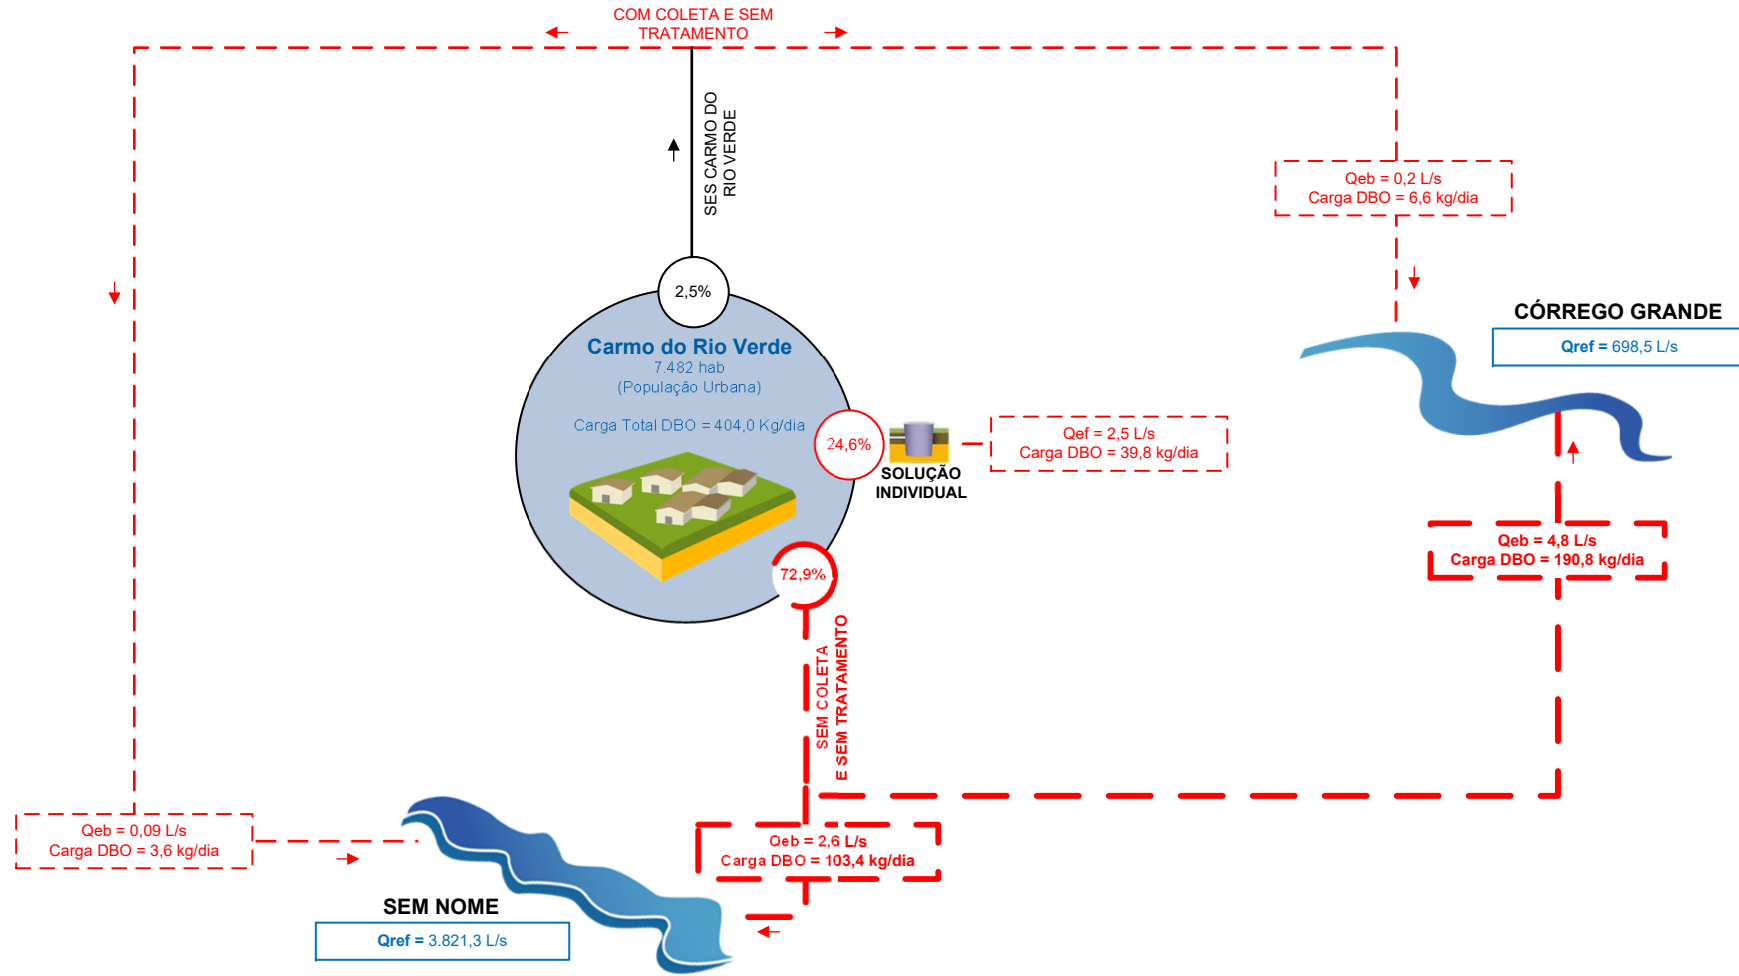 COM COLETA E SEM
TRATAMENTO
SES CARMO DO
RIO VERDE
Qeb = 0,2 L/s
Carga DBO = 6,6 kg/dia
2,5%
CÓRREGO GRANDE
Qref = 698,5 L/s
Carmo do Rio Verde
7.482 hab
(População Urbana)
Carga Total DBO = 404,0 Kg/dia
24,6%
SOLUÇÃO
INDIVIDUAL
Qef = 2,5 L/s
Carga DBO = 39,8 kg/dia
Qeb = 4,8 L/s
Carga DBO = 190,8 kg/dia
72,9%
SEM COLETA
E SEM TRATAMENTO
Qeb = 0,09 L/s
Carga DBO = 3,6 kg/dia
Qeb = 2,6 L/s
Carga DBO = 103,4 kg/dia
SEM NOME
Qref = 3.821,3 L/s